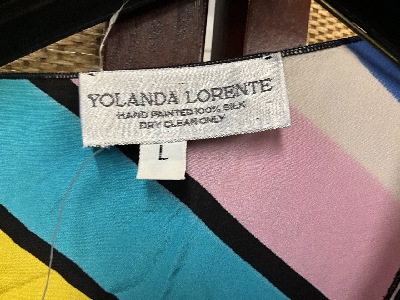 YOLANDA LORENTE
HAND PAINTED 100% SILK
DRY CLEAN ONLY
L